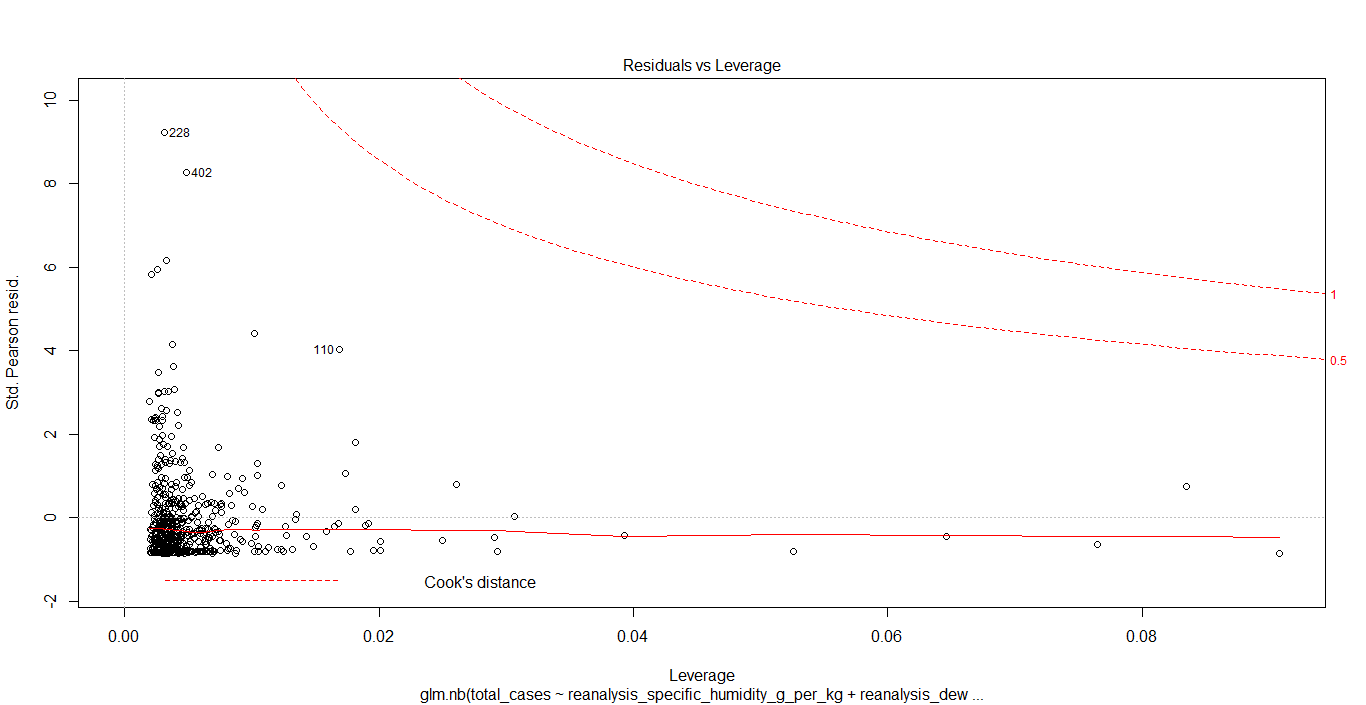 Residuals vs Leverage
10
8
6
4
2
0
-2
Std. Pearson resid.
228
402
110
1
0.5
Cook's distance
0.00 0.02 0.04 0.06 0.08
Leverage
glm.nb(total_cases ~ reanalysis_specific_humidity_g_per_kg + reanalysis_dew ...